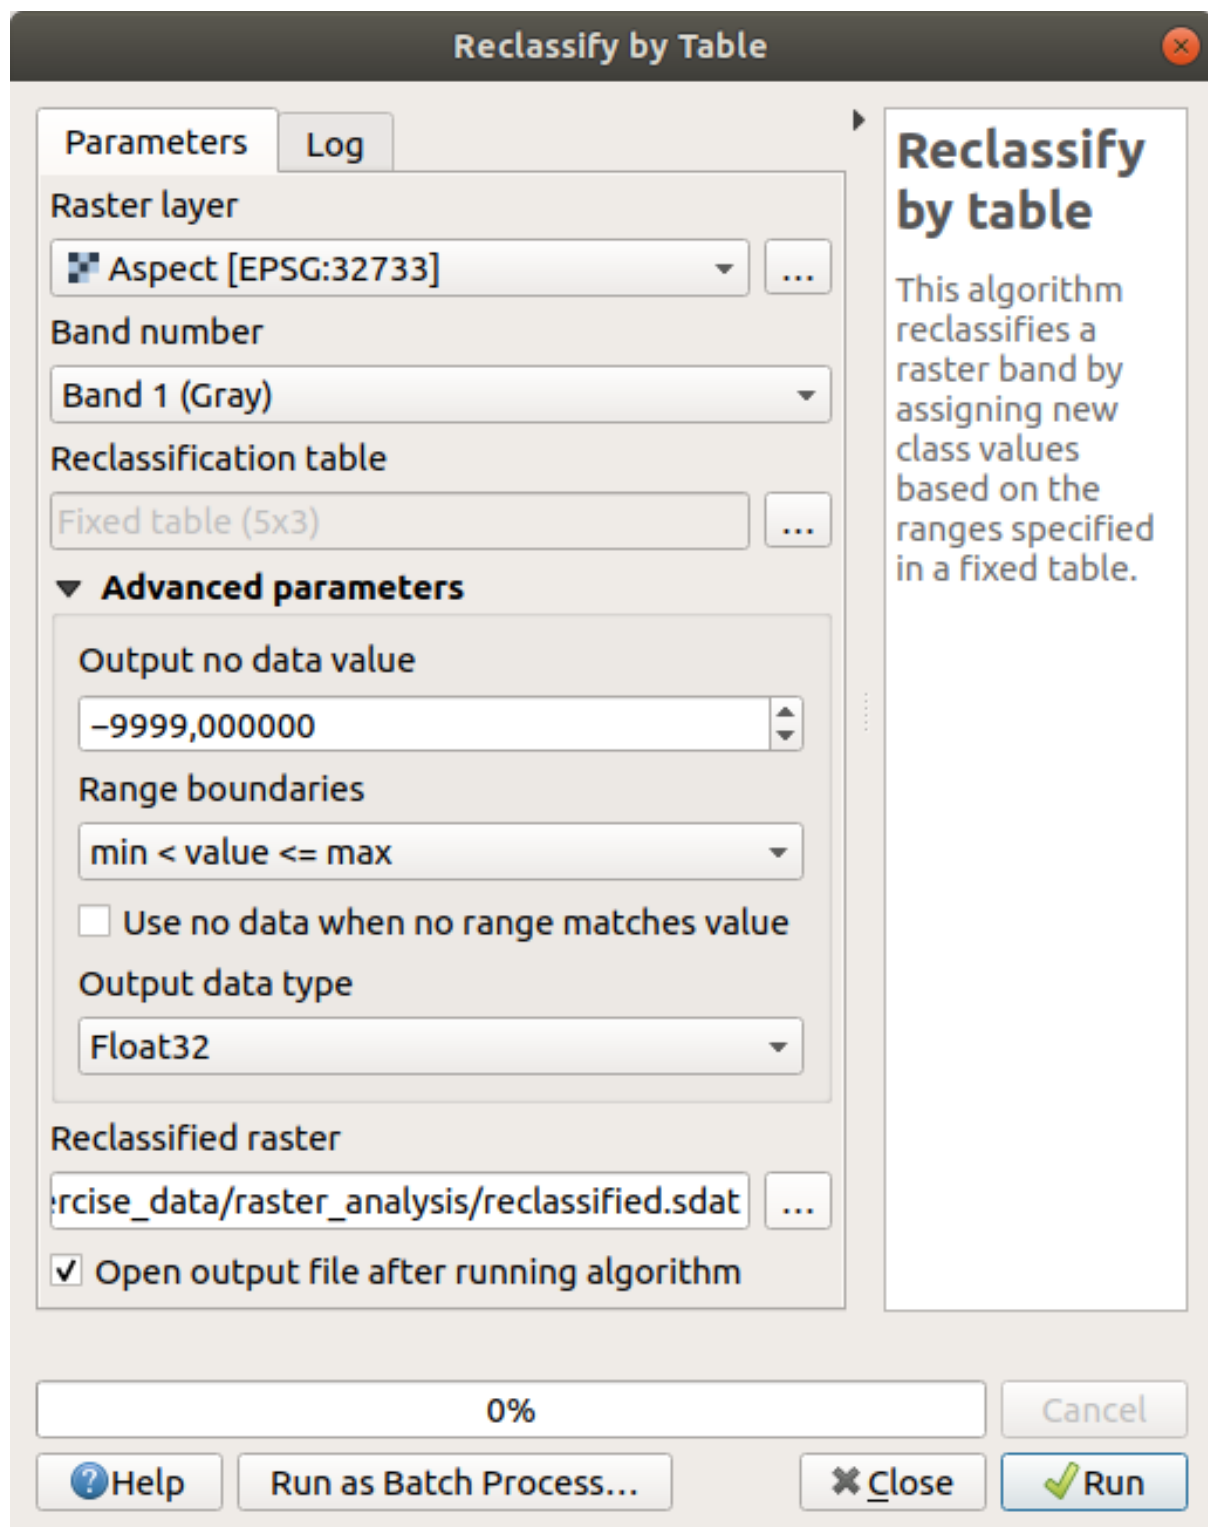 Reclassify by Table
Parameters
Log
Raster layer
Aspect [EPSG:32733]
...
Band number
Band 1 (Gray)
Reclassification table
Fixed table (5x3)
...
Advanced parameters
Output no data value
−9999,000000
Range boundaries
min < value <= max
Use no data when no range matches value
Output data type
Float32
Reclassified raster
rcise_data/raster_analysis/reclassified.sdat
...
Open output file after running algorithm
Reclassify
by table
This algorithm
reclassifies a
raster band by
assigning new
class values
based on the
ranges specified
in a fixed table.
0%
Cancel
Help
Run as Batch Process...
Close
Run